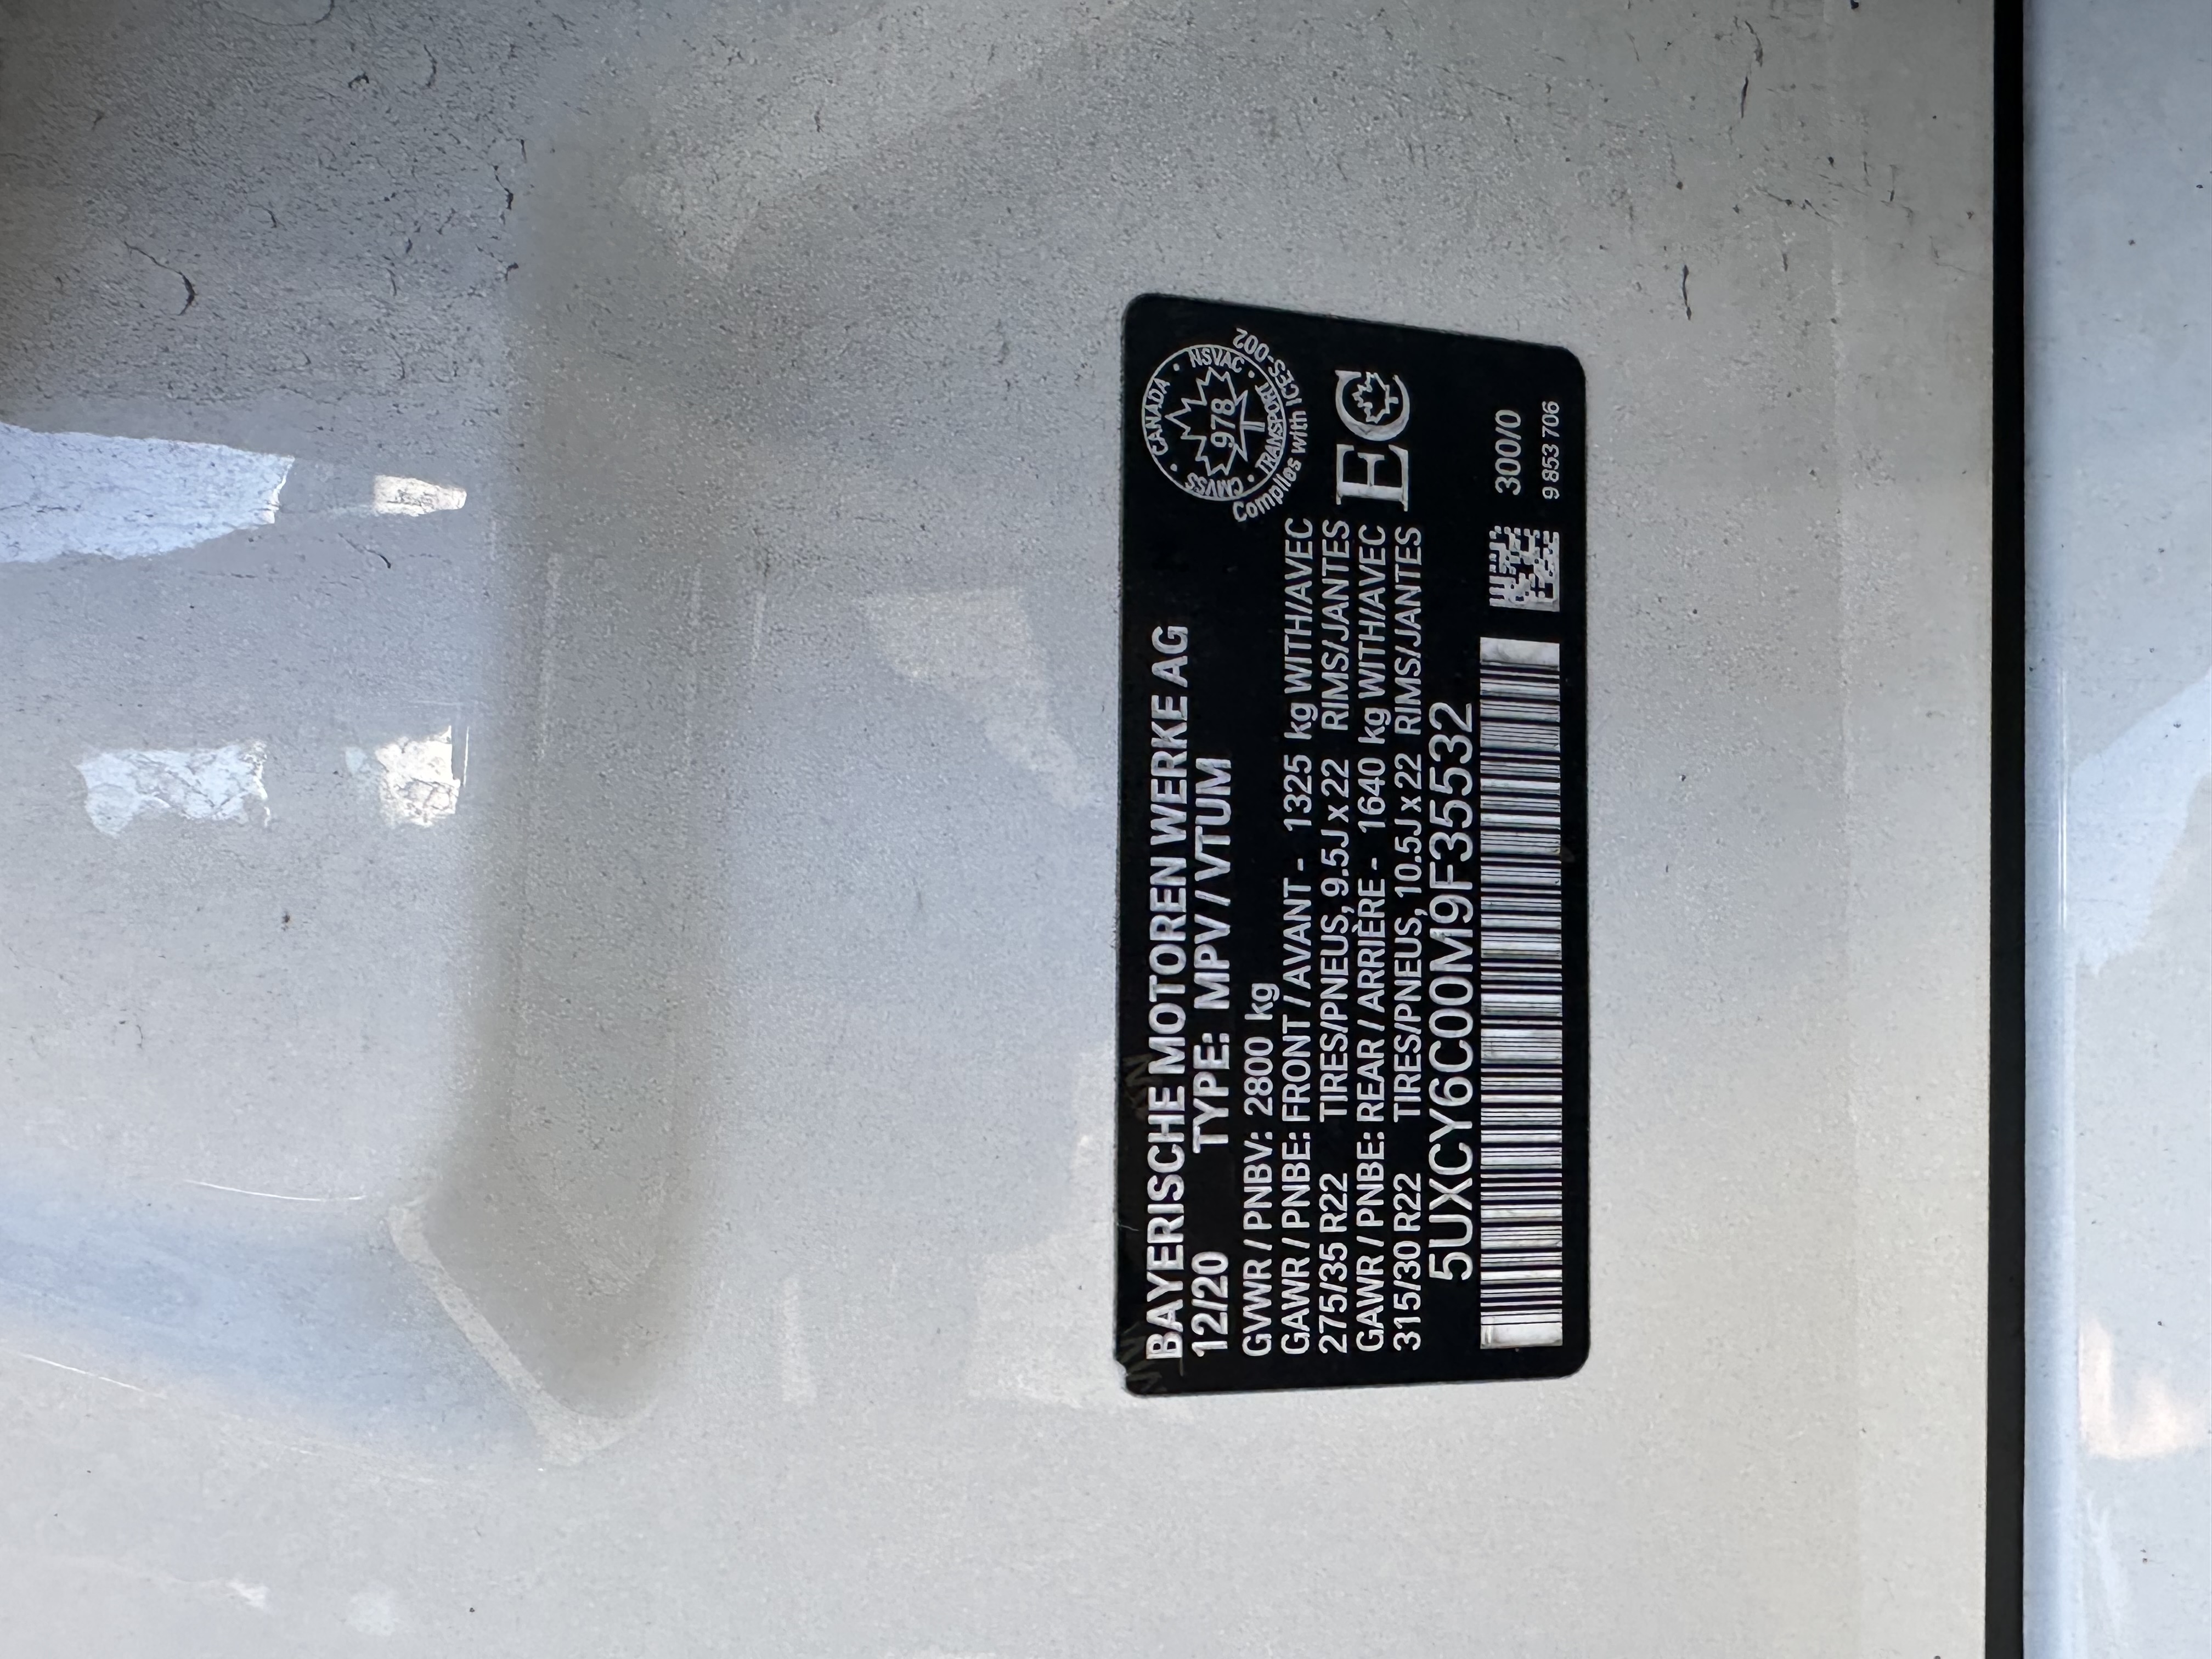 BAYERISCHE MOTOREN WERKE AG
12/20 TYPE: MPV / VTUM
GVWR / PNBV: 2800 kg
GAWR / PNBE: FRONT / AVANT - 1325 kg WITH/AVEC
275/35 R22 TIRES/PNEUS, 9.5J x 22 RIMS/JANTES
GAWR / PNBE: REAR / ARRIÈRE - 1640 kg WITH/AVEC
315/30 R22 TIRES/PNEUS, 10.5J x 22 RIMS/JANTES
5UXCY6C00M9F35532
CANADA • NSVAC • TRANSPORT • CMVSS •
978
Compiles with ICES-002
EC
300/0
9 853 706